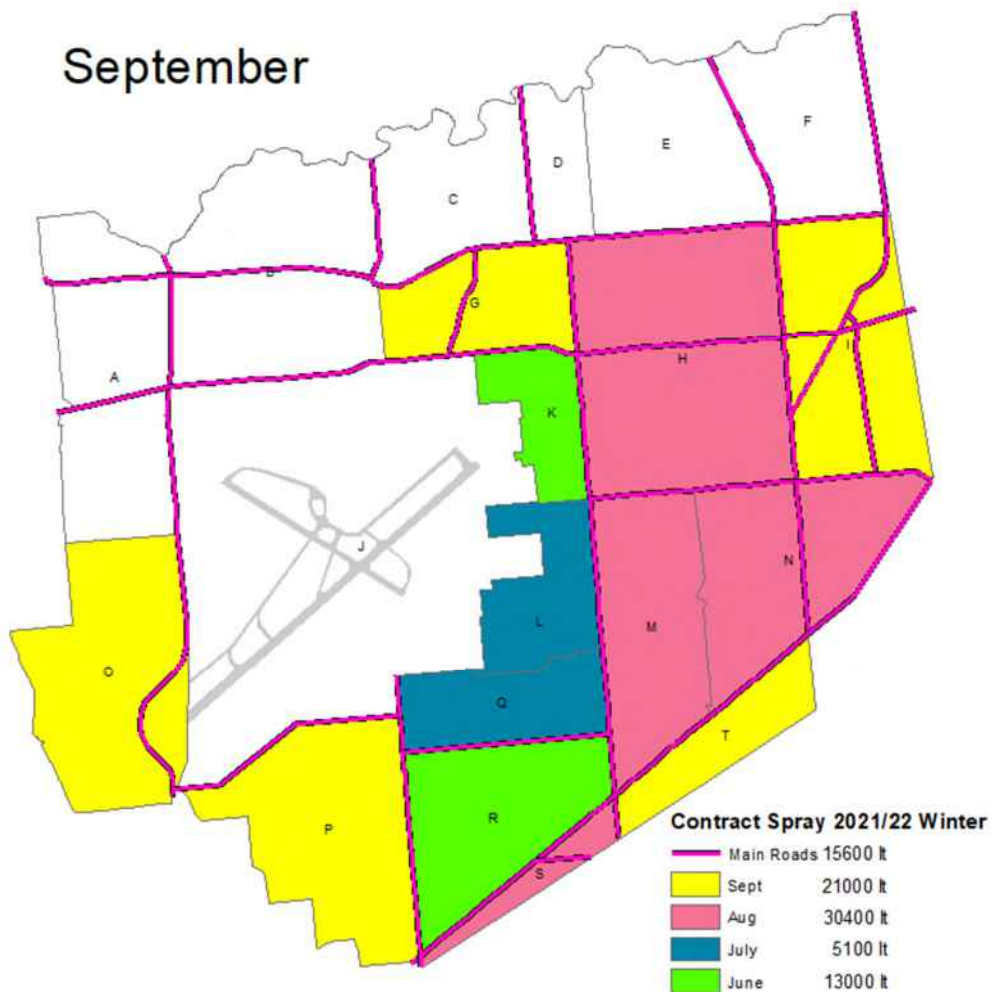 September
F
E
D
C
B
G
I
H
A
K
J
N
L
M
O
Q
T
R
P
S
Contract Spray 2021/22 Winter
Main Roads 15600 lt
Sept 21000 lt
Aug 30400 lt
July 5100 lt
June 13000 lt